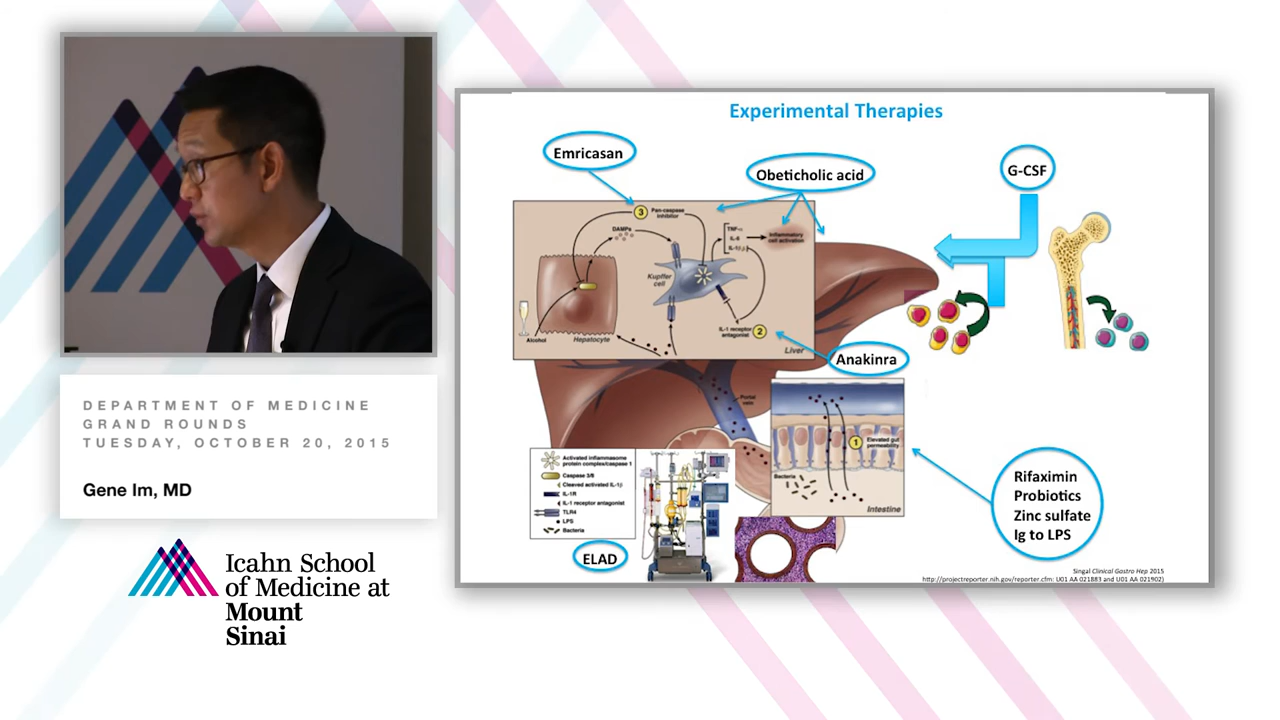 DEPARTMENT OF MEDICINE
GRAND ROUNDS
TUESDAY, OCTOBER 20, 2015
Gene Im, MD
Icahn School
of Medicine at
Mount
Sinai
Experimental Therapies
Emricasan
Obeticholic acid
G-CSF
3
Pan-caspase
inhibitor
DAMPs
TNF-α
IL-6
IL-1β
Inflammatory
cell activation
Kupffer
cell
IL-1 receptor
antagonist
2
Alcohol
Hepatocyte
Liver
Anakinra
Portal
vein
1
Elevated gut
permeability
Bacteria
Intestine
Activated inflammasome
protein complex/caspase 1
Caspase 3/8
Cleaved activated IL-1β
IL-1R
IL-1 receptor antagonist
TLR4
LPS
Bacteria
ELAD
Rifaximin
Probiotics
Zinc sulfate
Ig to LPS
Singal Clinical Gastro Hep 2015
http://projectreporter.nih.gov/reporter.cfm: U01 AA 021883 and U01 AA 021902)